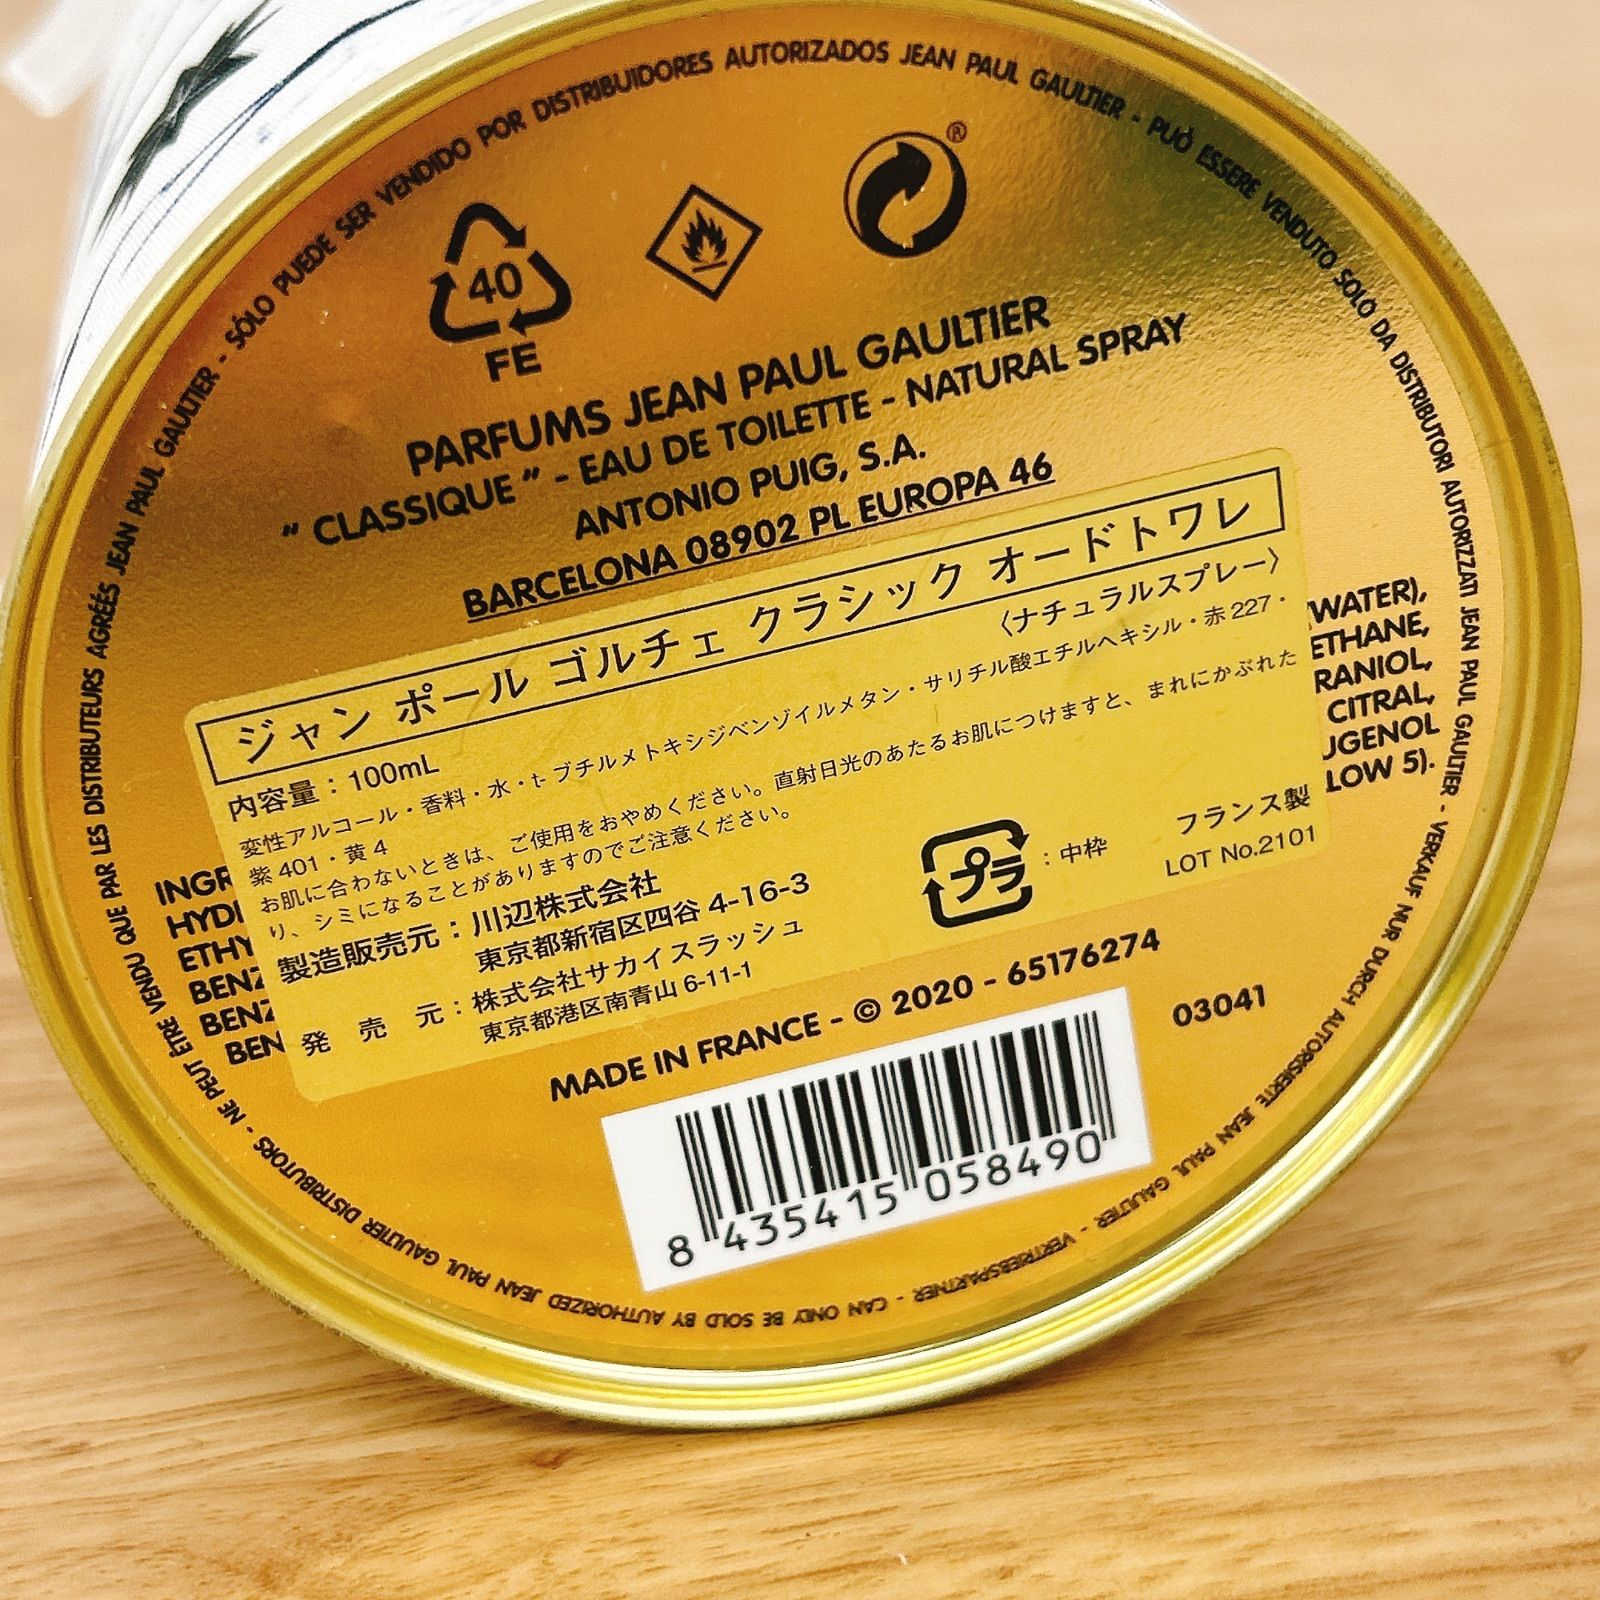 SÓLO PUEDE SER VENDIDO POR DISTRIBUIDORES AUTORIZADOS JEAN PAUL GAULTIER - PUÒ ESSERE VENDUTO SOLO DA DISTRIBUTORI AUTORIZZATI JEAN PAUL GAULTIER - VERKAUF NUR DURCH AUTORISIERTE JEAN PAUL GAULTIER - VERTRIEBSPARTNER - CAN ONLY BE SOLD BY AUTHORIZED JEAN PAUL GAULTIER DISTRIBUTORS - NE PEUT ÊTRE VENDU QUE PAR LES DISTRIBUTEURS AGRÉÉS JEAN PAUL GAULTIER -
40
FE
®
PARFUMS JEAN PAUL GAULTIER
" CLASSIQUE " - EAU DE TOILETTE - NATURAL SPRAY
ANTONIO PUIG, S.A.
BARCELONA 08902 PL EUROPA 46
ジャン ポール ゴルチェ クラシック オードトワレ
〈ナチュラルスプレー〉
内容量：100mL
変性アルコール・香料・水・t- ブチルメトキシジベンゾイルメタン・サリチル酸エチルヘキシル・赤 227・
紫 401・黄 4
お肌に合わないときは、ご使用をおやめください。直射日光のあたるお肌につけますと、まれにかぶれた
り、シミになることがありますのでご注意ください。
製造販売元：川辺株式会社
東京都新宿区四谷 4-16-3
発 売 元：株式会社サカイスラッシュ
東京都港区南青山 6-11-1
プラ：中枠
フランス製
LOT No.2101
INGR
HYD
ETHY
BENZ
BENZ
BEN
WATER),
ETHANE,
RANIOL,
CITRAL,
UGENOL
LOW 5).
MADE IN FRANCE - © 2020 - 65176274
03041
8 435415 058490